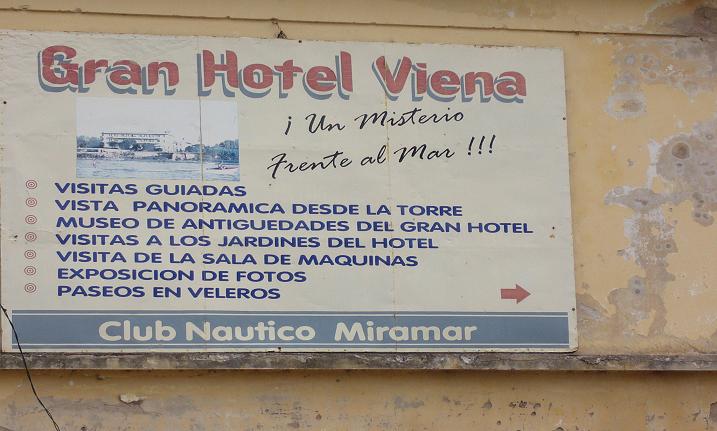 Gran Hotel Viena
¡ Un Misterio
Frente al Mar !!!
VISITAS GUIADAS
VISTA PANORAMICA DESDE LA TORRE
MUSEO DE ANTIGUEDADES DEL GRAN HOTEL
VISITAS A LOS JARDINES DEL HOTEL
VISITA DE LA SALA DE MAQUINAS
EXPOSICION DE FOTOS
PASEOS EN VELEROS
Club Nautico Miramar